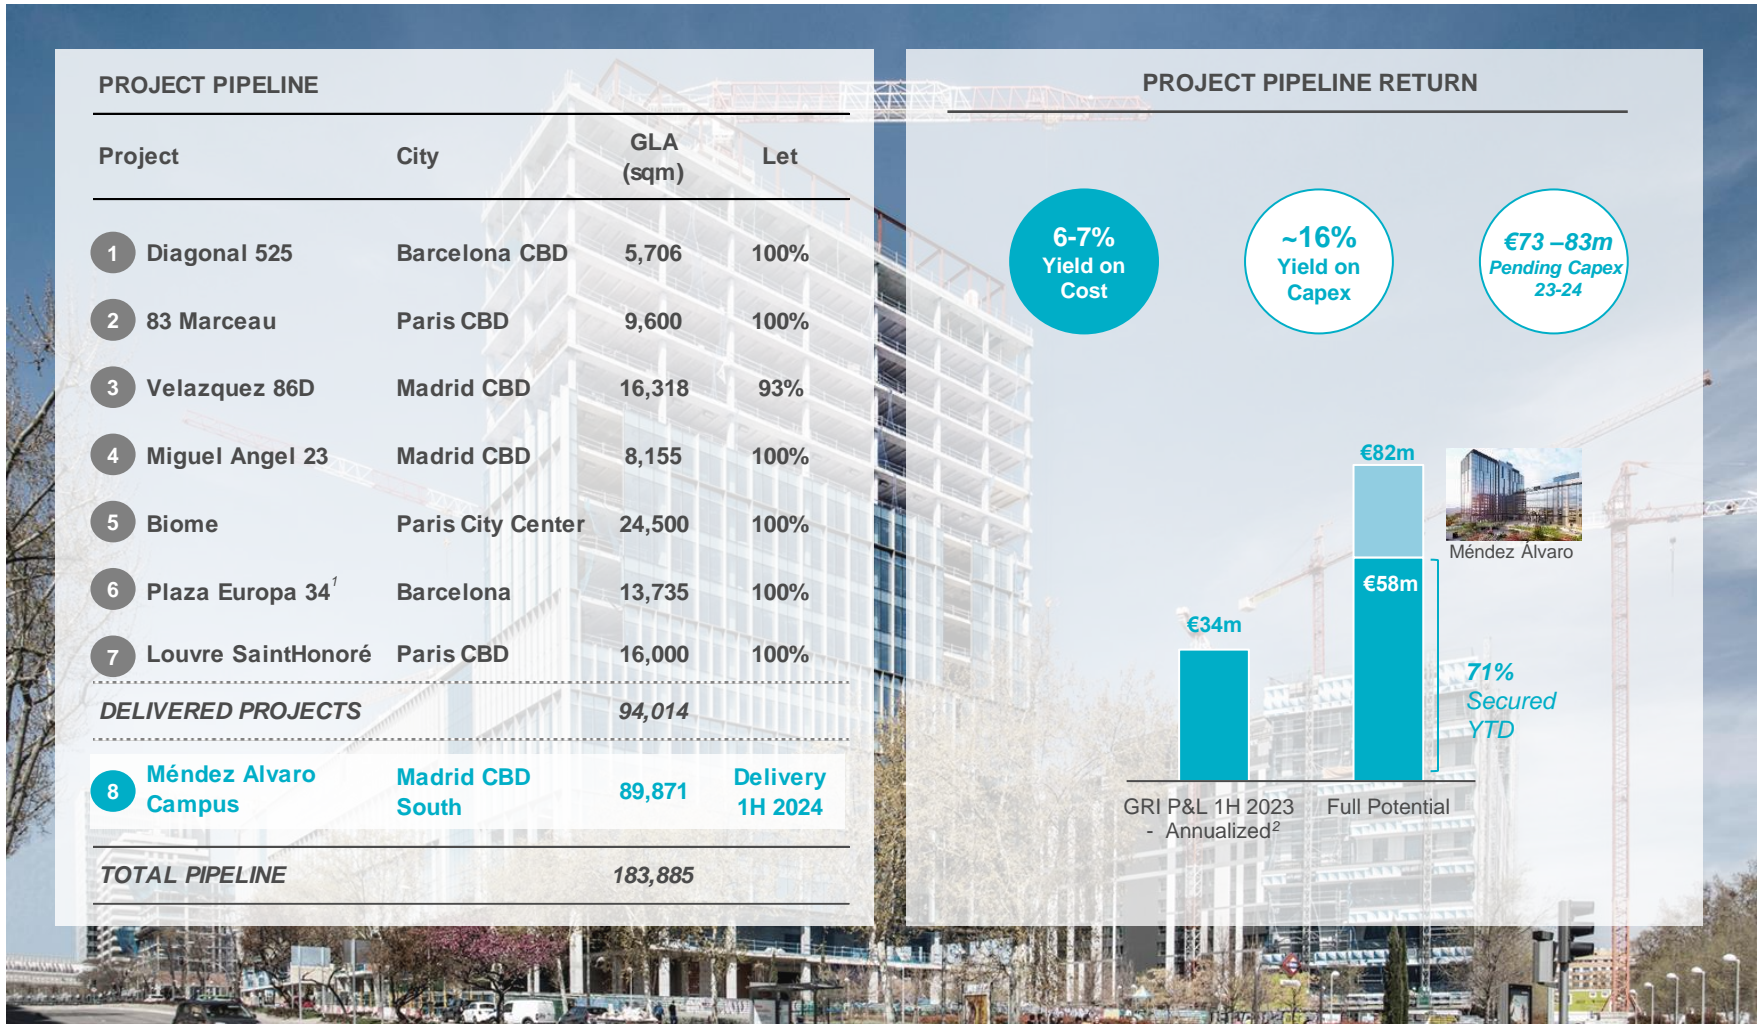 PROJECT PIPELINE
Project City GLA (sqm) Let
1 Diagonal 525 Barcelona CBD 5,706 100%
2 83 Marceau Paris CBD 9,600 100%
3 Velazquez 86D Madrid CBD 16,318 93%
4 Miguel Angel 23 Madrid CBD 8,155 100%
5 Biome Paris City Center 24,500 100%
6 Plaza Europa 34¹ Barcelona 13,735 100%
7 Louvre SaintHonoré Paris CBD 16,000 100%
DELIVERED PROJECTS 94,014
8 Méndez Alvaro Campus Madrid CBD South 89,871 Delivery 1H 2024
TOTAL PIPELINE 183,885
PROJECT PIPELINE RETURN
6-7%
Yield on
Cost
~16%
Yield on
Capex
€73 –83m
Pending Capex
23-24
€82m
Méndez Álvaro
€58m
€34m
71%
Secured
YTD
GRI P&L 1H 2023
- Annualized²
Full Potential